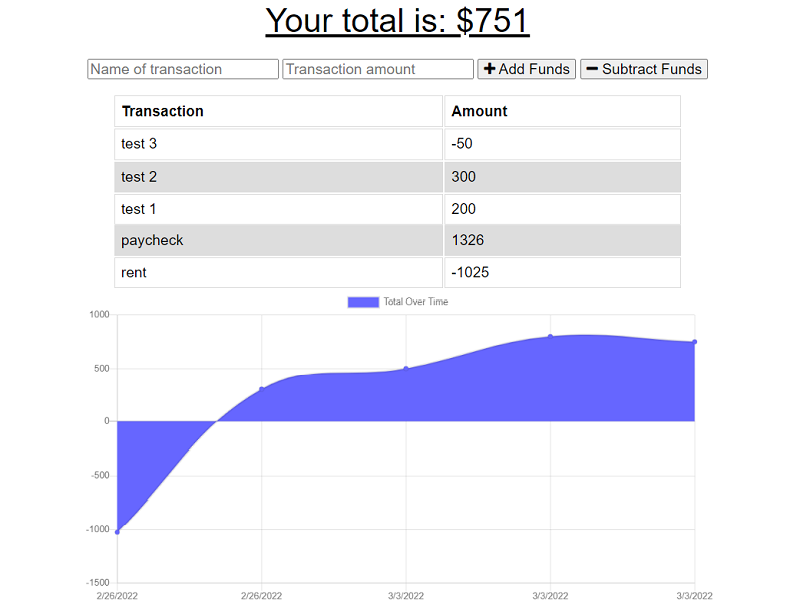 Your total is: $751
Name of transaction Transaction amount + Add Funds − Subtract Funds
Transaction Amount
test 3 -50
test 2 300
test 1 200
paycheck 1326
rent -1025
Total Over Time
1000
500
0
-500
-1000
-1500
2/26/2022 2/26/2022 3/3/2022 3/3/2022 3/3/2022